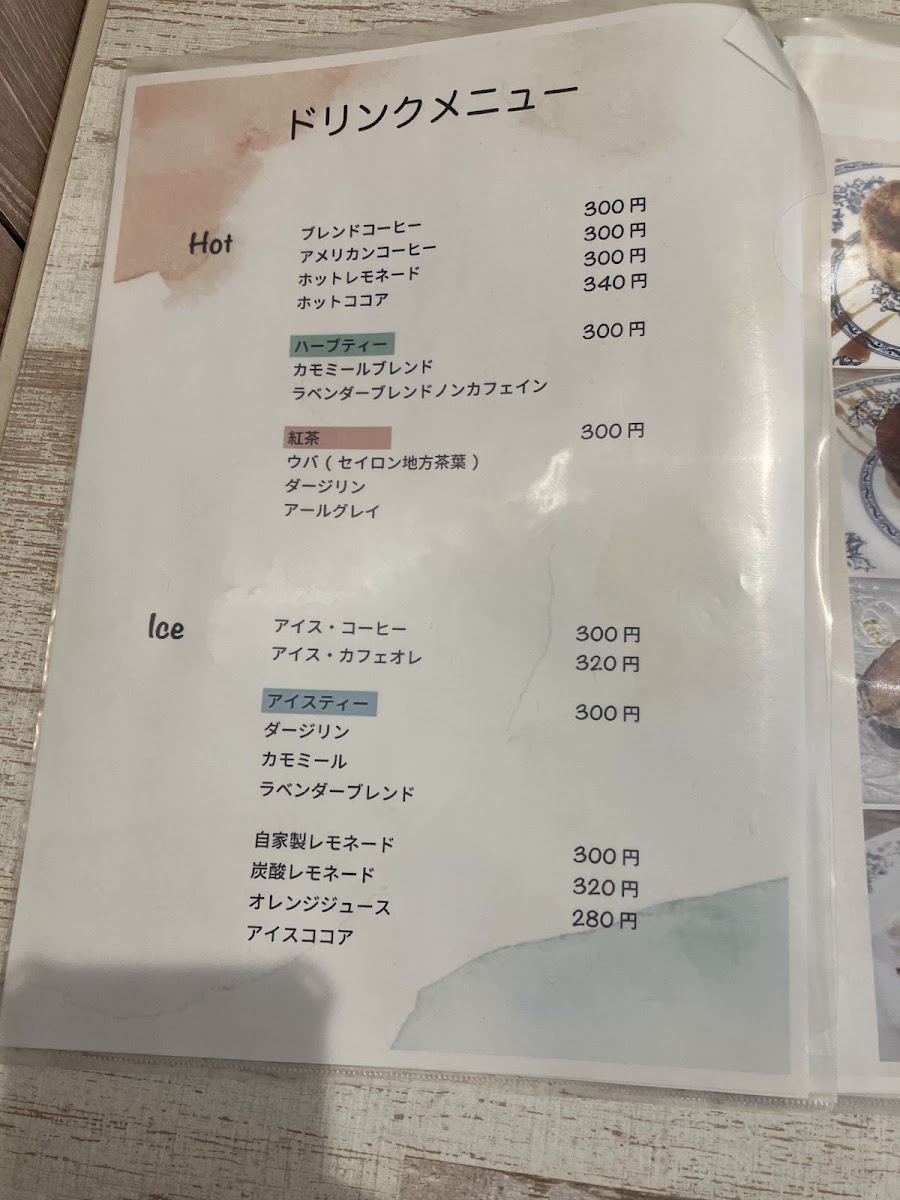 ドリンクメニュー
Hot
ブレンドコーヒー 300円
アメリカンコーヒー 300円
ホットレモネード 300円
ホットココア 340円
ハーブティー 300円
カモミールブレンド
ラベンダーブレンドノンカフェイン
紅茶 300円
ウバ ( セイロン地方茶葉 )
ダージリン
アールグレイ
Ice
アイス・コーヒー 300円
アイス・カフェオレ 320円
アイスティー 300円
ダージリン
カモミール
ラベンダーブレンド
自家製レモネード 300円
炭酸レモネード 320円
オレンジジュース 280円
アイスココア